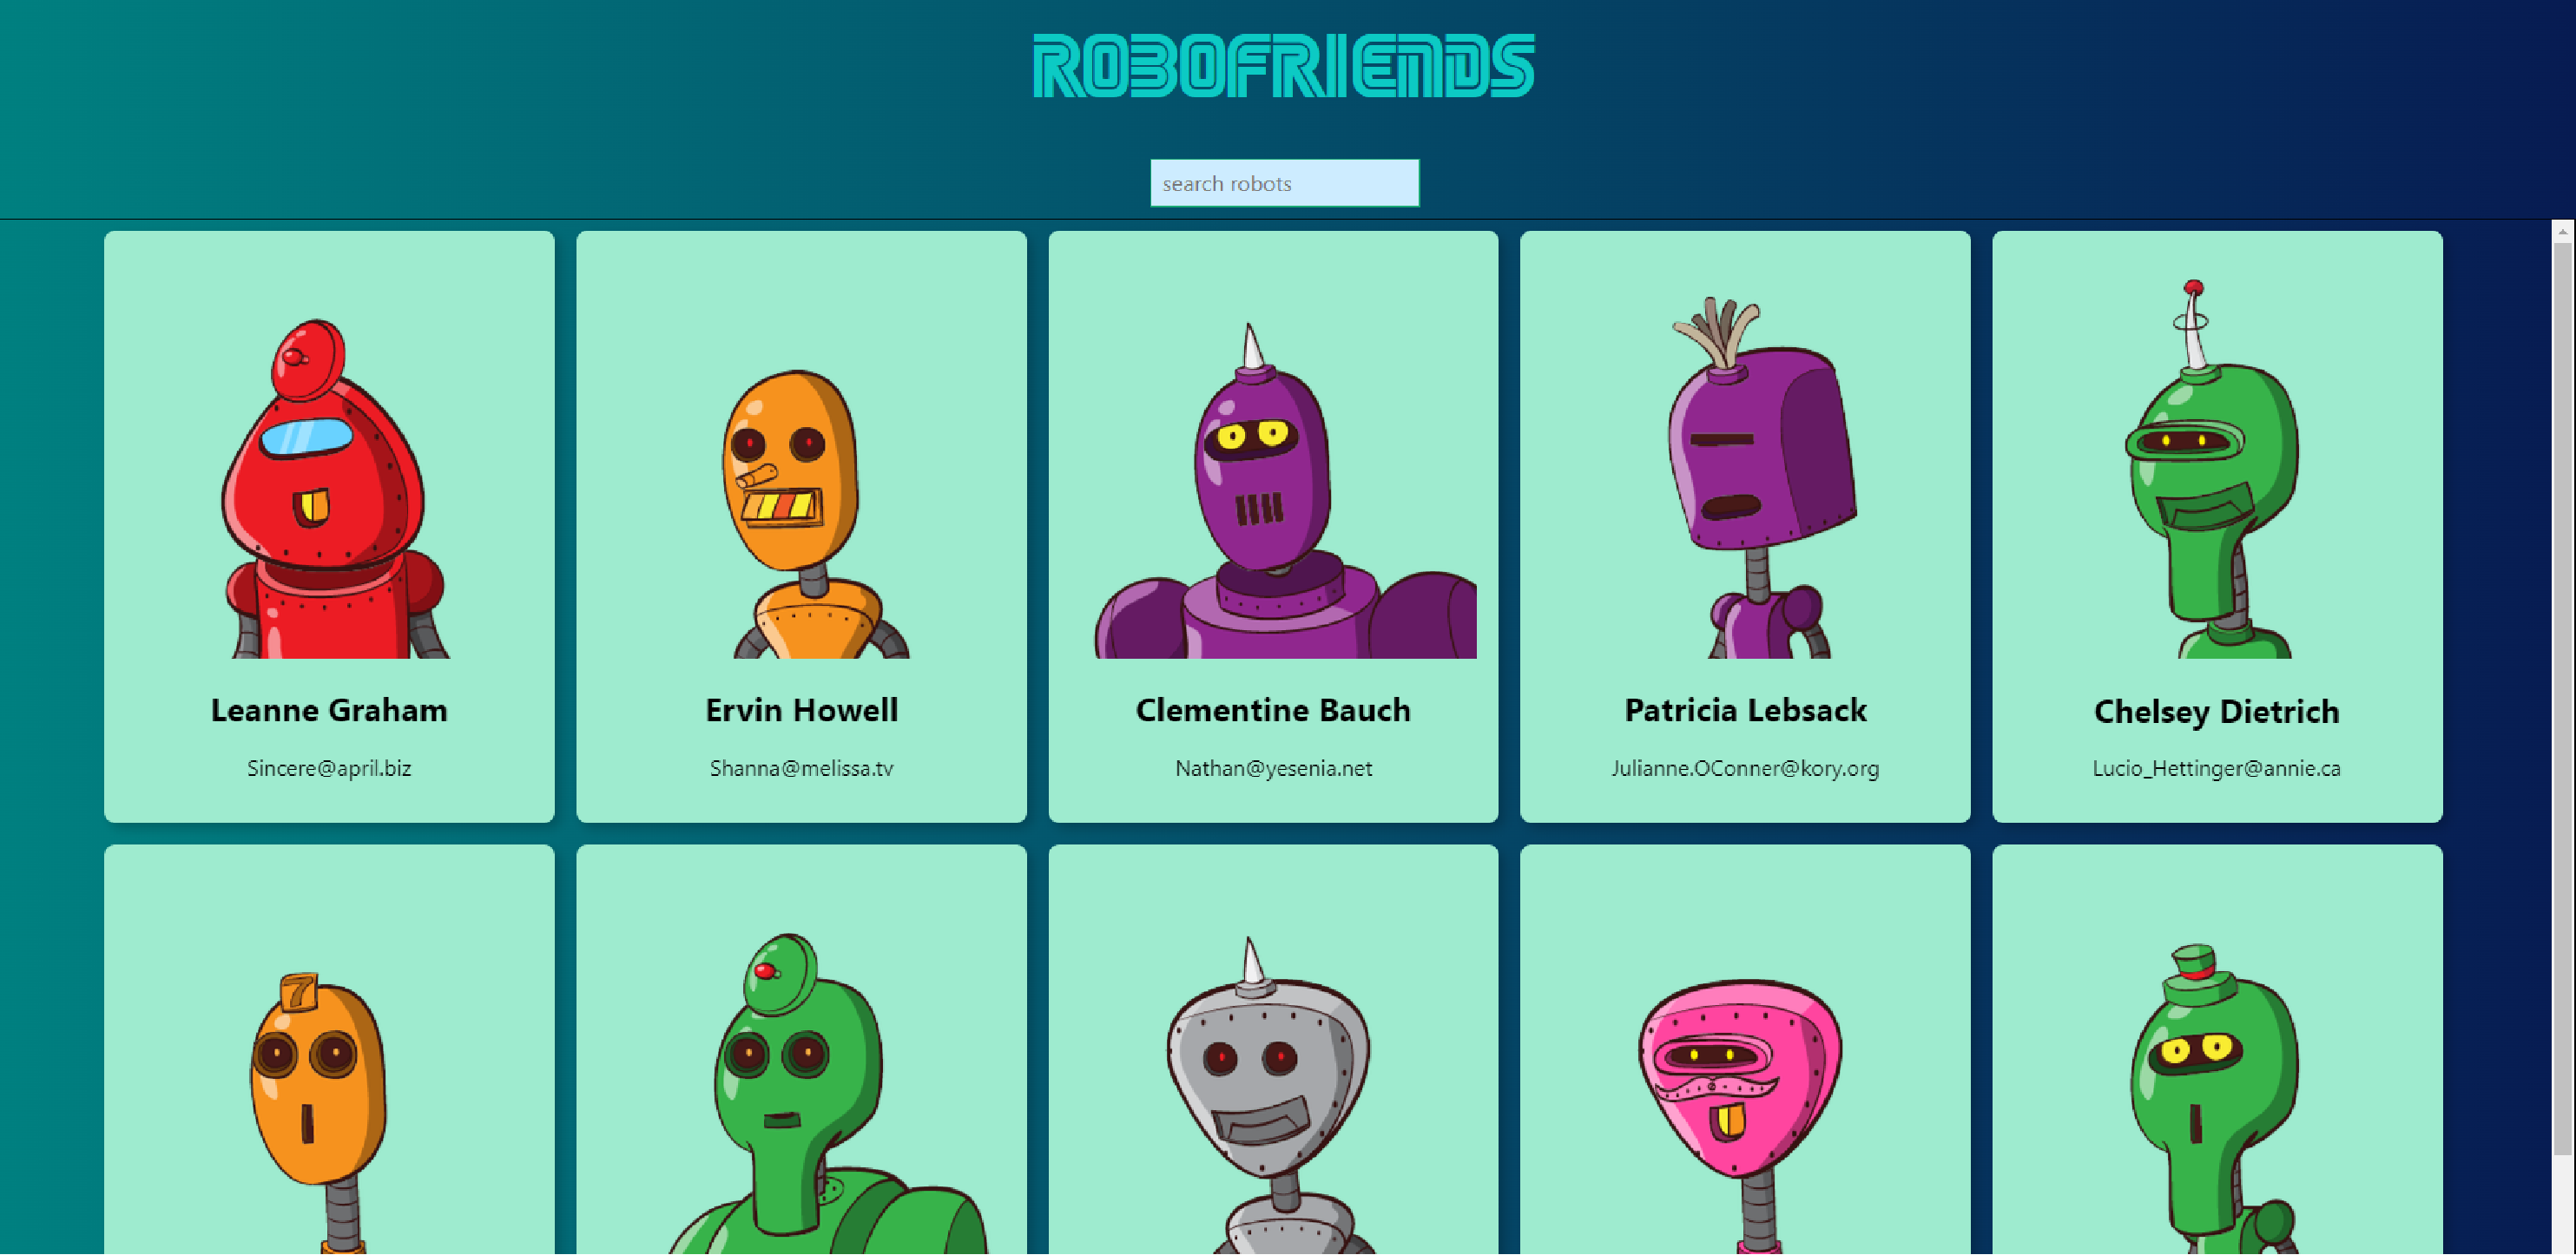 ROBOFRIENDS
search robots
Leanne Graham
Sincere@april.biz
Ervin Howell
Shanna@melissa.tv
Clementine Bauch
Nathan@yesenia.net
Patricia Lebsack
Julianne.OConner@kory.org
Chelsey Dietrich
Lucio_Hettinger@annie.ca
7